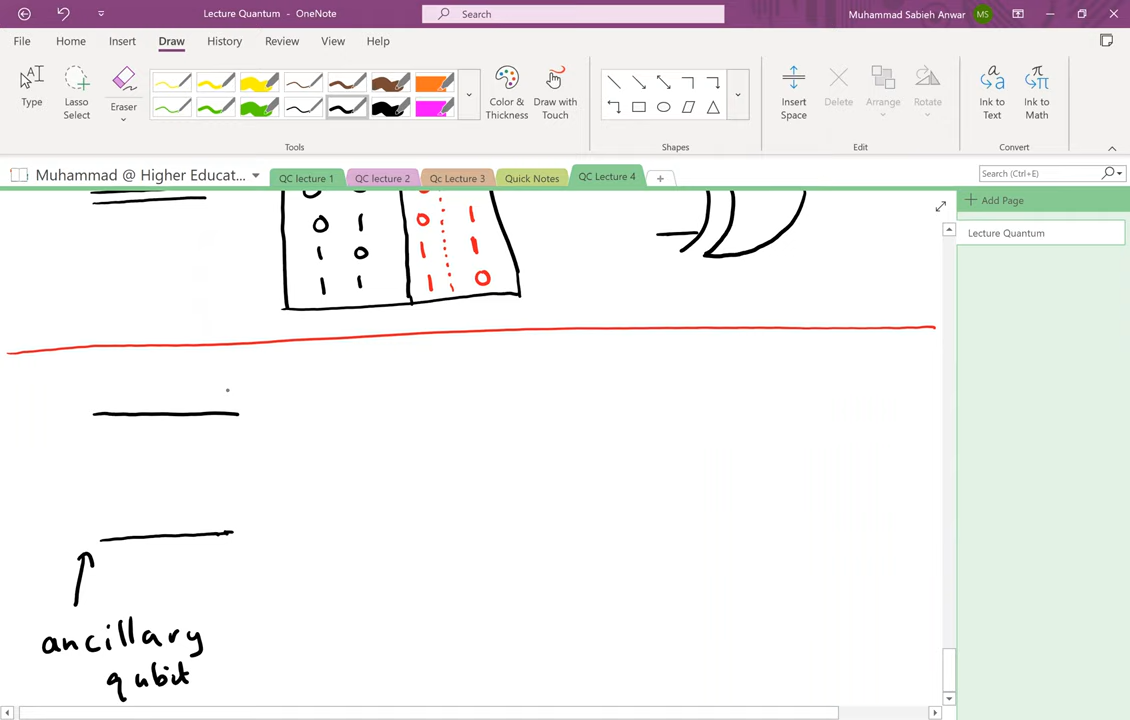 Lecture Quantum - OneNote
Search
Muhammad Sabieh Anwar
MS
File Home Insert Draw History Review View Help
Type
Lasso Select
Eraser
Color & Thickness
Draw with Touch
Insert Space
Delete
Arrange
Rotate
Ink to Text
Ink to Math
Tools
Shapes
Edit
Convert
Muhammad @ Higher Educat...
QC lecture 1
QC lecture 2
Qc Lecture 3
Quick Notes
QC Lecture 4
Search (Ctrl+E)
Add Page
Lecture Quantum
0 1 0 1
1 0 1 1
1 1 1 0
ancillary
qubit